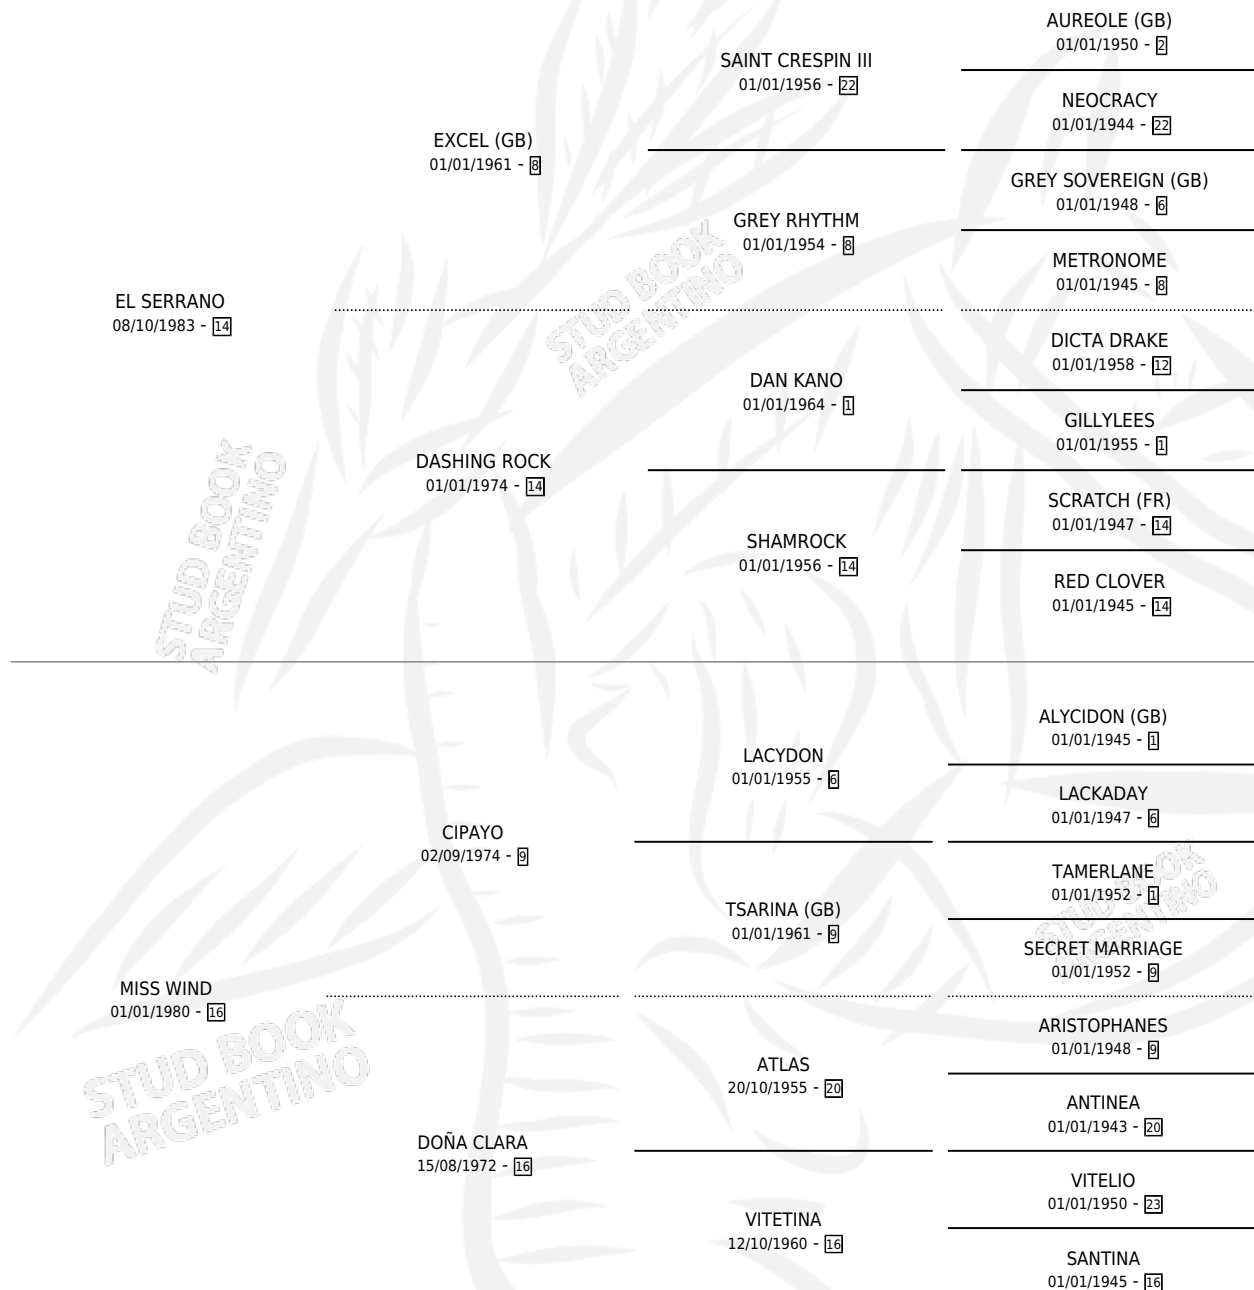 AUREOLE (GB)
01/01/1950 - 2
SAINT CRESPIN III
01/01/1956 - 22
NEOCRACY
01/01/1944 - 22
EXCEL (GB)
01/01/1961 - 8
GREY SOVEREIGN (GB)
01/01/1948 - 6
GREY RHYTHM
01/01/1954 - 8
METRONOME
01/01/1945 - 8
EL SERRANO
08/10/1983 - 14
DICTA DRAKE
01/01/1958 - 12
DAN KANO
01/01/1964 - 1
GILLYLEES
01/01/1955 - 1
DASHING ROCK
01/01/1974 - 14
SCRATCH (FR)
01/01/1947 - 14
SHAMROCK
01/01/1956 - 14
RED CLOVER
01/01/1945 - 14
ALYCIDON (GB)
01/01/1945 - 1
LACYDON
01/01/1955 - 6
LACKADAY
01/01/1947 - 6
CIPAYO
02/09/1974 - 9
TAMERLANE
01/01/1952 - 1
TSARINA (GB)
01/01/1961 - 9
SECRET MARRIAGE
01/01/1952 - 9
MISS WIND
01/01/1980 - 16
ARISTOPHANES
01/01/1948 - 9
ATLAS
20/10/1955 - 20
ANTINEA
01/01/1943 - 20
DOÑA CLARA
15/08/1972 - 16
VITELIO
01/01/1950 - 23
VITETINA
12/10/1960 - 16
SANTINA
01/01/1945 - 16
STUD BOOK
ARGENTINO
STUD BOOK
ARGENTINO
STUD BOOK
ARGENTINO
STUD BOOK
ARGENTINO